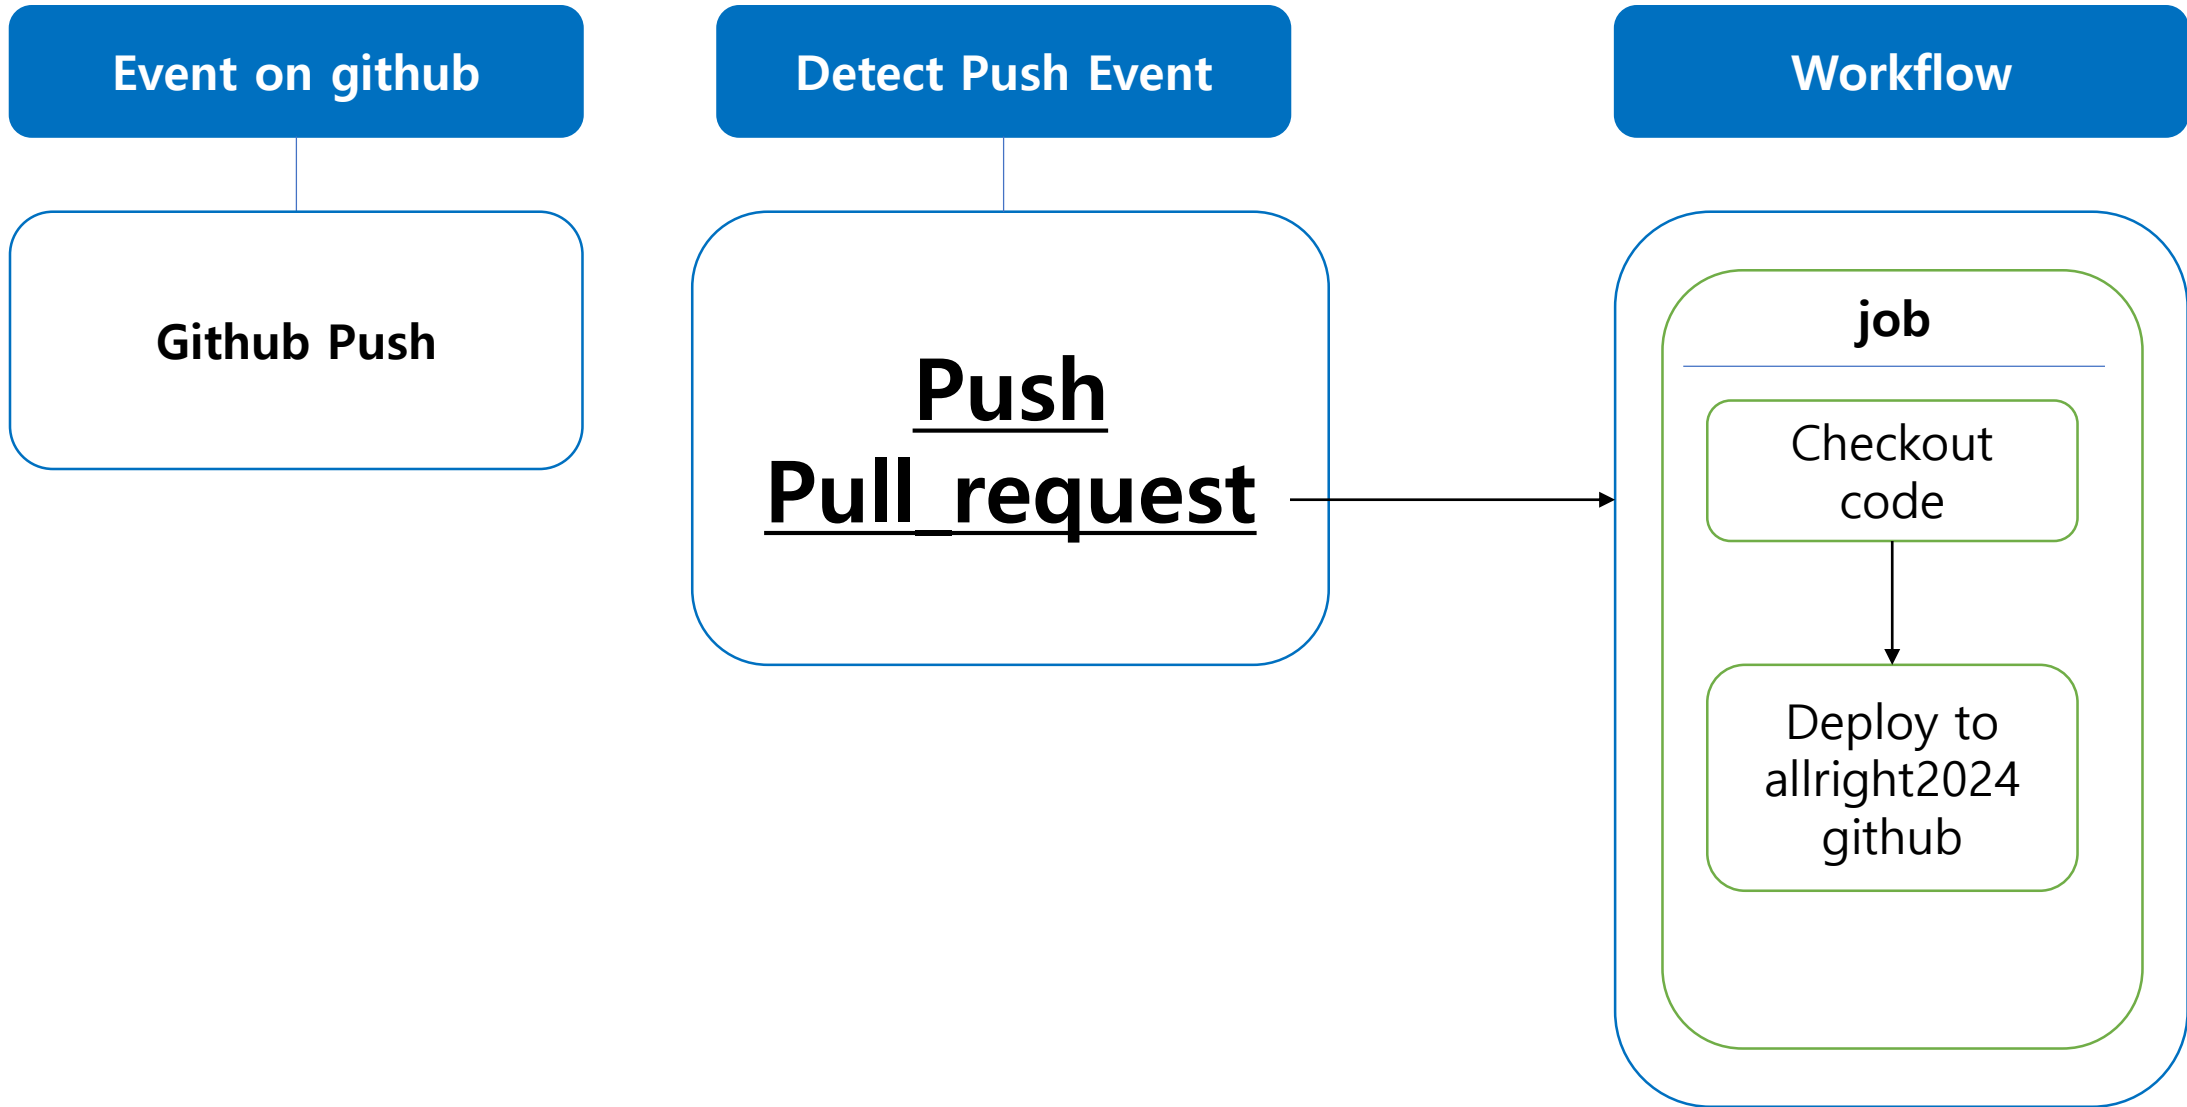 Event on github
Github Push
Detect Push Event
Push
Pull_request
Workflow
job
Checkout
code
Deploy to
allright2024
github